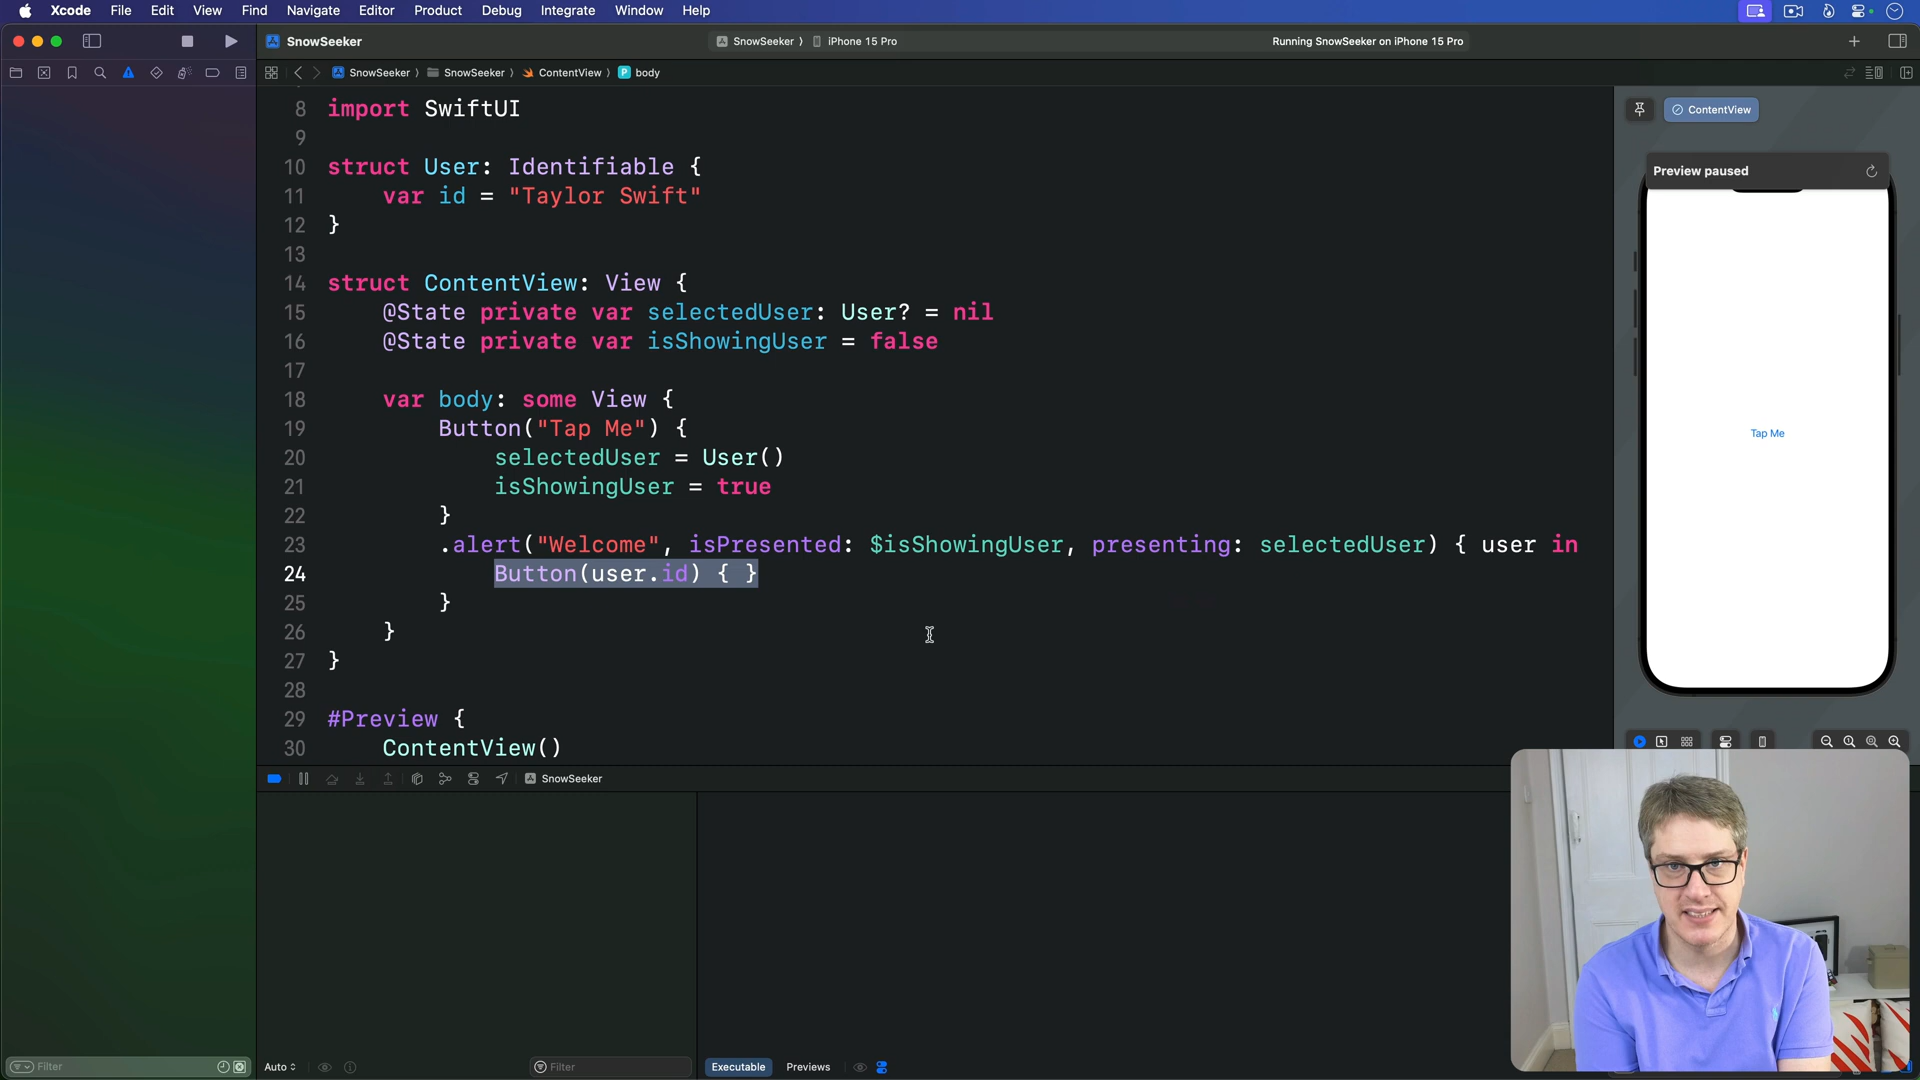 Xcode File Edit View Find Navigate Editor Product Debug Integrate Window Help
SnowSeeker
SnowSeeker iPhone 15 Pro
Running SnowSeeker on iPhone 15 Pro
SnowSeeker SnowSeeker ContentView P body
8 import SwiftUI
9
10 struct User: Identifiable {
11 var id = "Taylor Swift"
12 }
13
14 struct ContentView: View {
15 @State private var selectedUser: User? = nil
16 @State private var isShowingUser = false
17
18 var body: some View {
19 Button("Tap Me") {
20 selectedUser = User()
21 isShowingUser = true
22 }
23 .alert("Welcome", isPresented: $isShowingUser, presenting: selectedUser) { user in
24 Button(user.id) { }
25 }
26 }
27 }
28
29 #Preview {
30 ContentView()
ContentView
Preview paused
Tap Me
SnowSeeker
Filter
Auto
Filter
Executable Previews